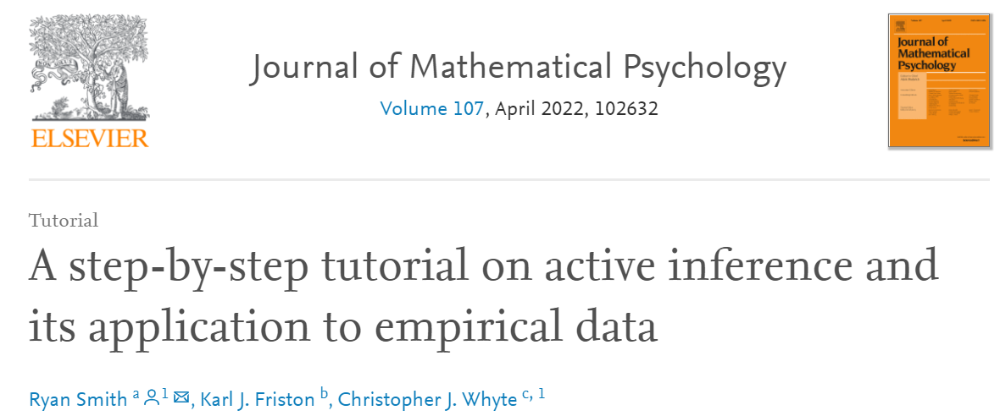 ELSEVIER
Journal of Mathematical Psychology
Volume 107, April 2022, 102632
Journal of
Mathematical
Psychology
Tutorial
A step-by-step tutorial on active inference and
its application to empirical data
Ryan Smith a 1, Karl J. Friston b, Christopher J. Whyte c, 1